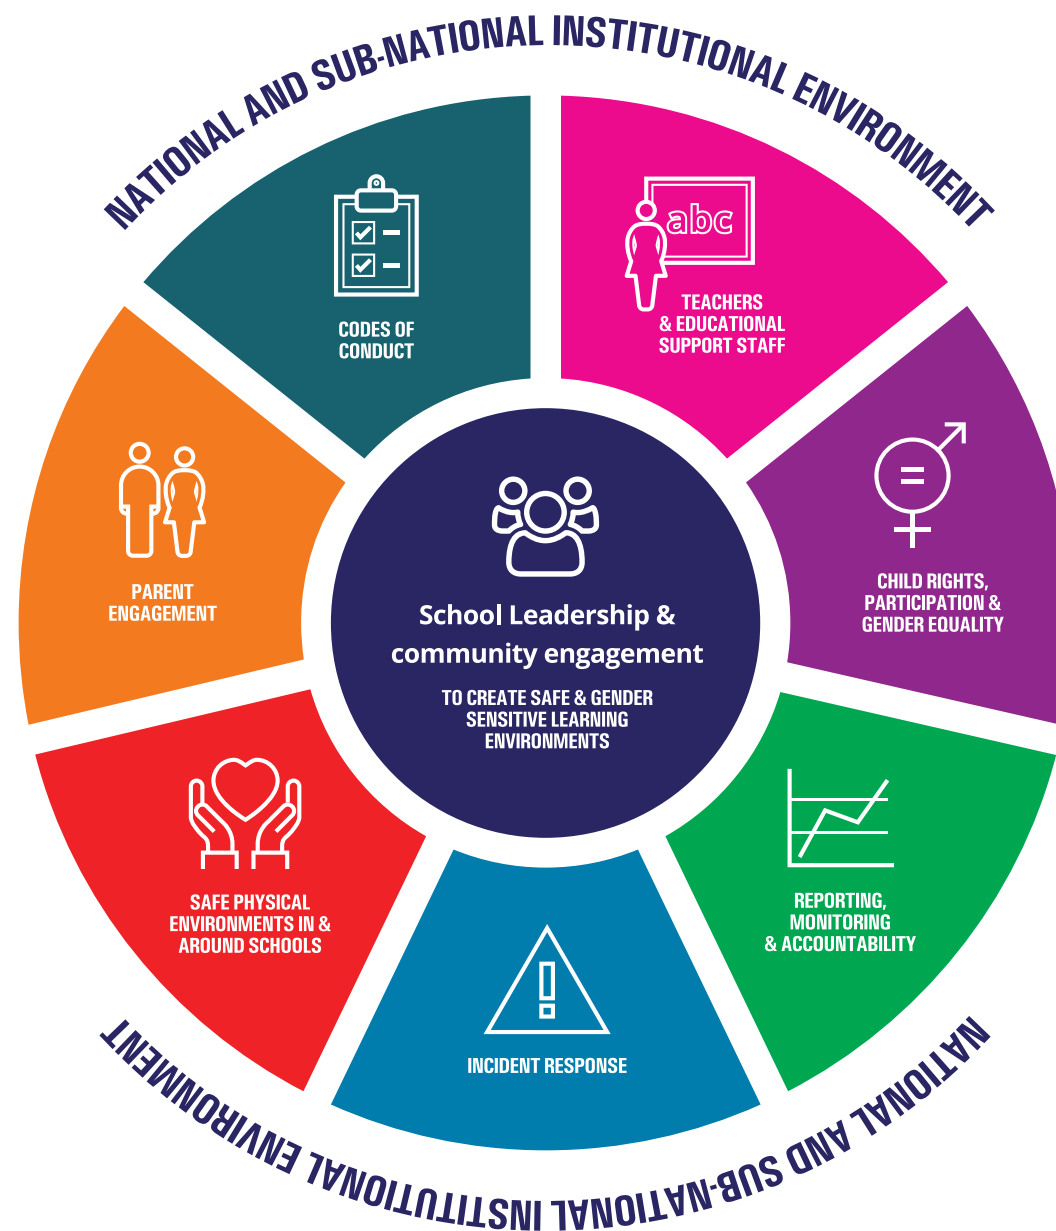 NATIONAL AND SUB-NATIONAL INSTITUTIONAL ENVIRONMENT
abc
TEACHERS
& EDUCATIONAL
SUPPORT STAFF
CODES OF
CONDUCT
CHILD RIGHTS,
PARTICIPATION &
GENDER EQUALITY
PARENT
ENGAGEMENT
School Leadership &
community engagement
TO CREATE SAFE & GENDER
SENSITIVE LEARNING
ENVIRONMENTS
REPORTING,
MONITORING
& ACCOUNTABILITY
SAFE PHYSICAL
ENVIRONMENTS IN &
AROUND SCHOOLS
INCIDENT RESPONSE
NATIONAL AND SUB-NATIONAL INSTITUTIONAL ENVIRONMENT